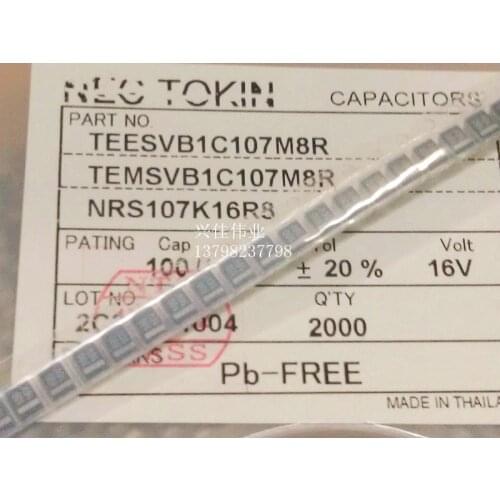 NEC TOKIN CAPACITORS
PART NO.
TEESVB1C107M8R
TEMSVB1C107M8R
NRS107K16R8
兴佳伟业
13798237798
RATING Cap Tol Volt
100 ± 20 % 16V
LOT NO Q'TY
2000
Pb-FREE
MADE IN THAILA